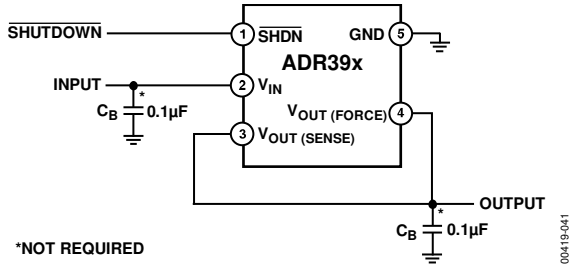 SHUTDOWN
1
SHDN
GND
5
ADR39x
INPUT
2
VIN
*
CB
0.1µF
VOUT (FORCE)
4
3
VOUT (SENSE)
OUTPUT
*
CB
0.1µF
*NOT REQUIRED
00419-041